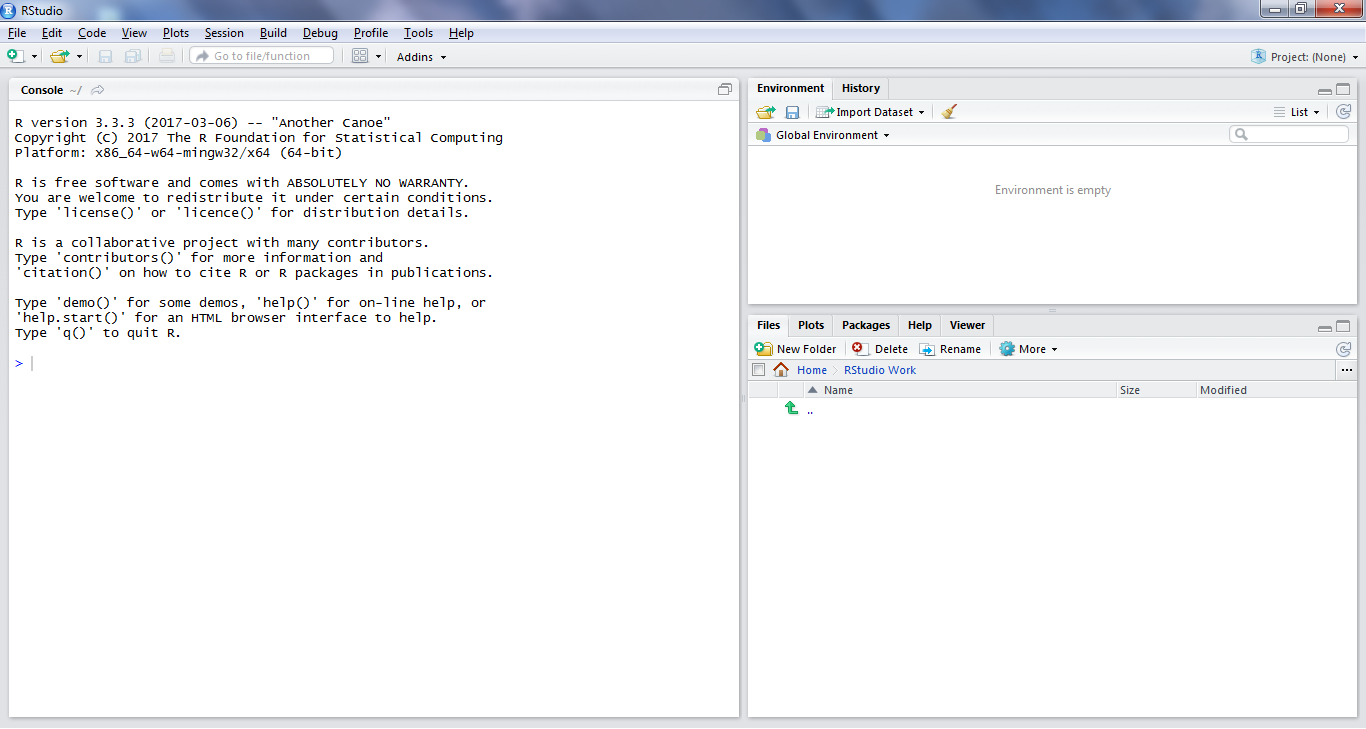 RStudio
File Edit Code View Plots Session Build Debug Profile Tools Help
Go to file/function Addins Project: (None)
Console ~/
R version 3.3.3 (2017-03-06) -- "Another Canoe"
Copyright (C) 2017 The R Foundation for Statistical Computing
Platform: x86_64-w64-mingw32/x64 (64-bit)
R is free software and comes with ABSOLUTELY NO WARRANTY.
You are welcome to redistribute it under certain conditions.
Type 'license()' or 'licence()' for distribution details.
R is a collaborative project with many contributors.
Type 'contributors()' for more information and
'citation()' on how to cite R or R packages in publications.
Type 'demo()' for some demos, 'help()' for on-line help, or
'help.start()' for an HTML browser interface to help.
Type 'q()' to quit R.
>
Environment History
Import Dataset List
Global Environment
Environment is empty
Files Plots Packages Help Viewer
New Folder Delete Rename More
Home RStudio Work ...
Name Size Modified
..